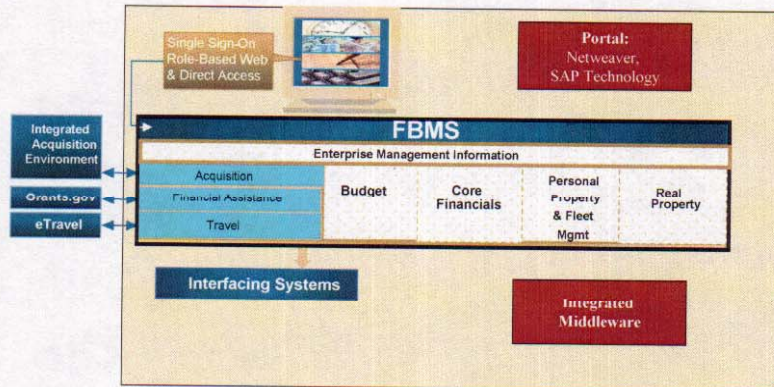 Single Sign-On
Role-Based Web
& Direct Access
Portal:
Netweaver,
SAP Technology
Integrated
Acquisition
Environment
Grants.gov
eTravel
FBMS
Enterprise Management Information
Acquisition
Financial Assistance
Travel
Budget
Core
Financials
Personal
Property
& Fleet
Mgmt
Real
Property
Interfacing Systems
Integrated
Middleware